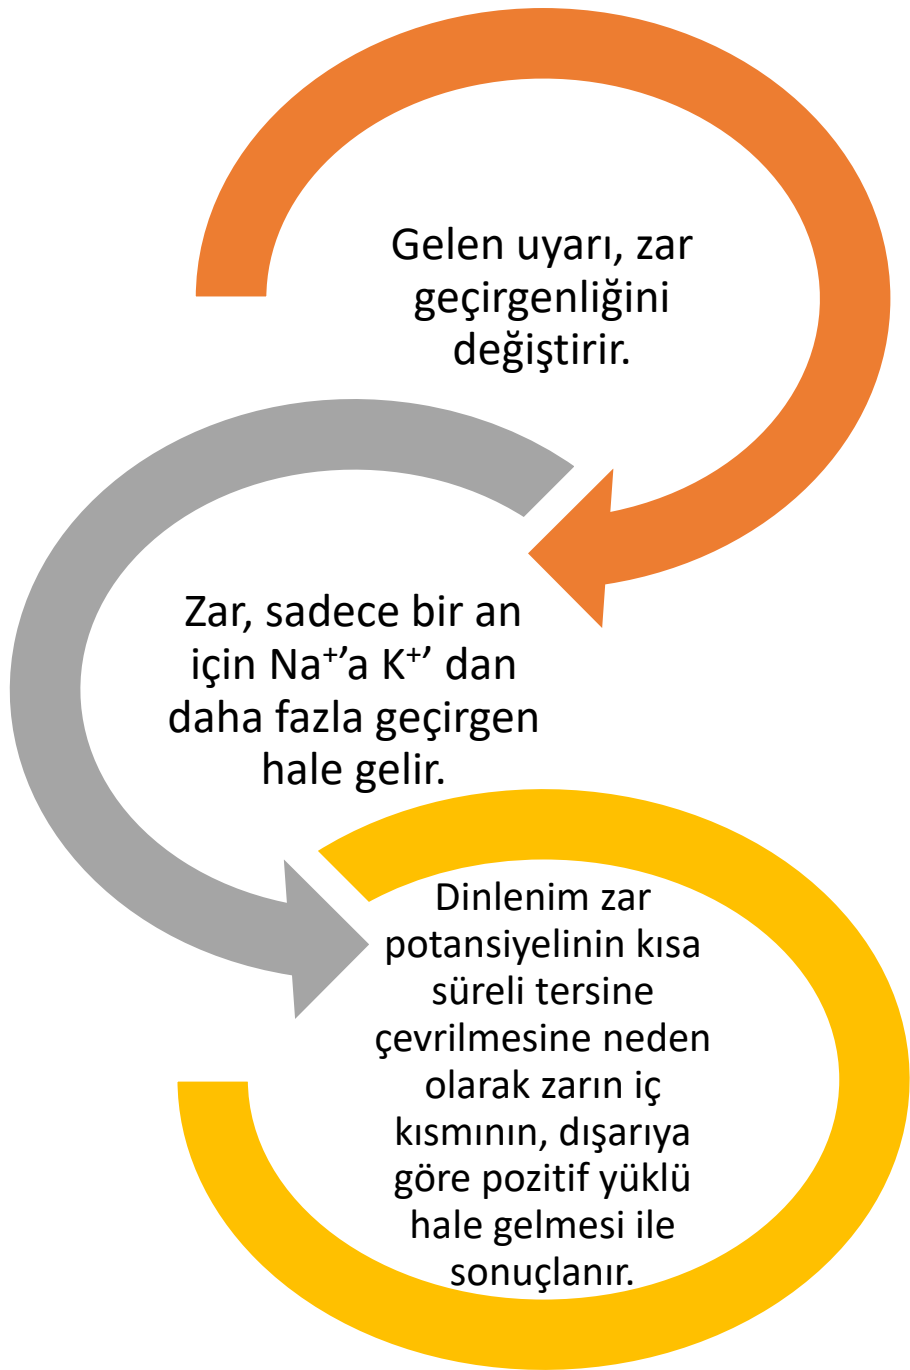 Gelen uyarı, zar
geçirgenliğini
değiştirir.
Zar, sadece bir an
için Na⁺’a K⁺’ dan
daha fazla geçirgen
hale gelir.
Dinlenim zar
potansiyelinin kısa
süreli tersine
çevrilmesine neden
olarak zarın iç
kısmının, dışarıya
göre pozitif yüklü
hale gelmesi ile
sonuçlanır.